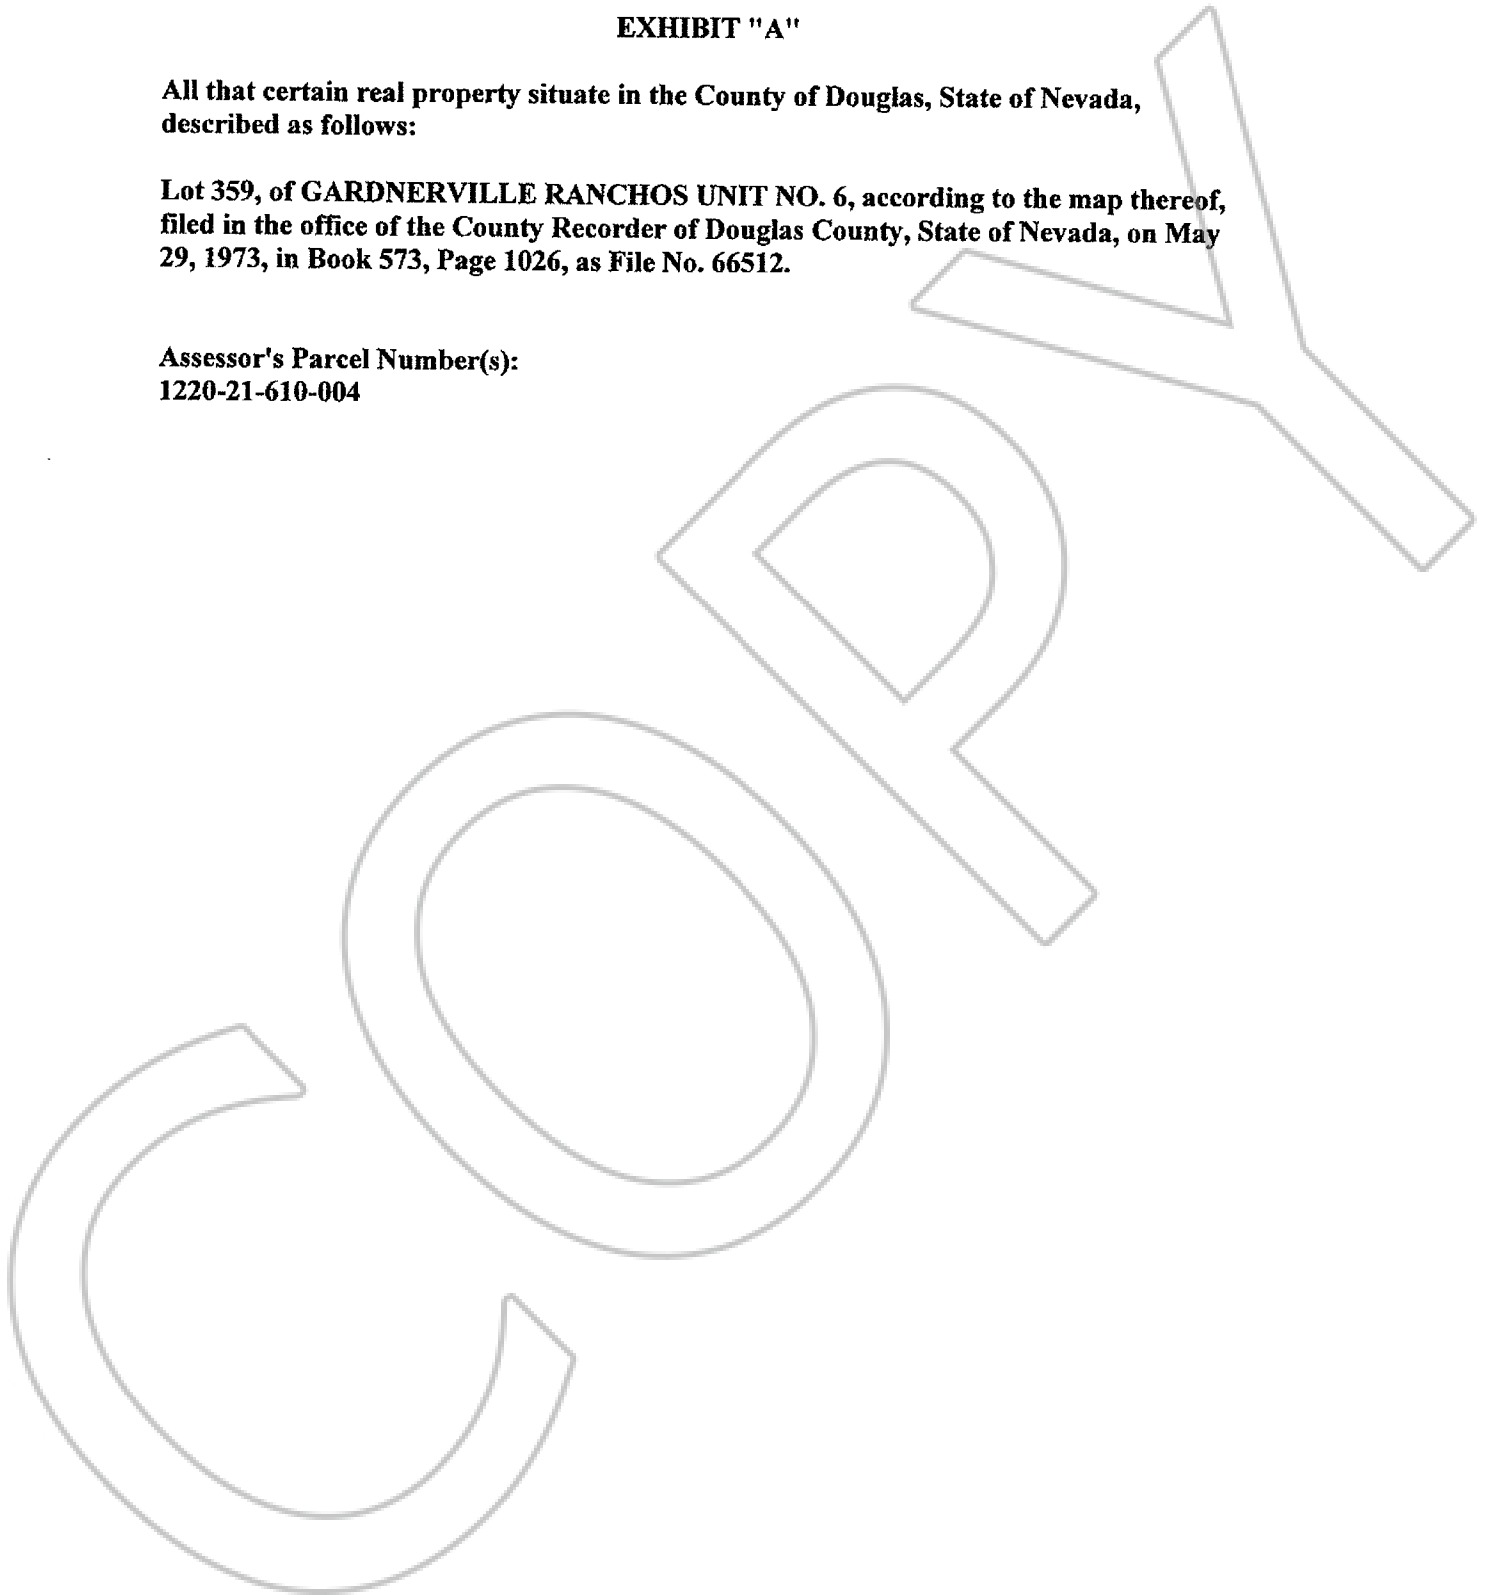 EXHIBIT "A"
All that certain real property situate in the County of Douglas, State of Nevada,
described as follows:
Lot 359, of GARDNERVILLE RANCHOS UNIT NO. 6, according to the map thereof,
filed in the office of the County Recorder of Douglas County, State of Nevada, on May
29, 1973, in Book 573, Page 1026, as File No. 66512.
Assessor's Parcel Number(s):
1220-21-610-004
COPY